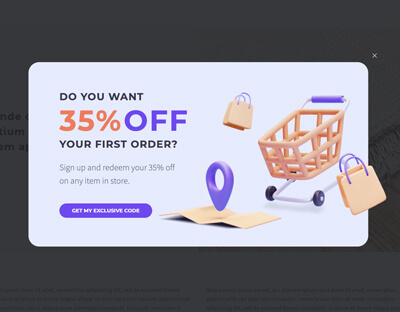 DO YOU WANT
35% OFF
YOUR FIRST ORDER?
Sign up and redeem your 35% off
on any item in store.
GET MY EXCLUSIVE CODE